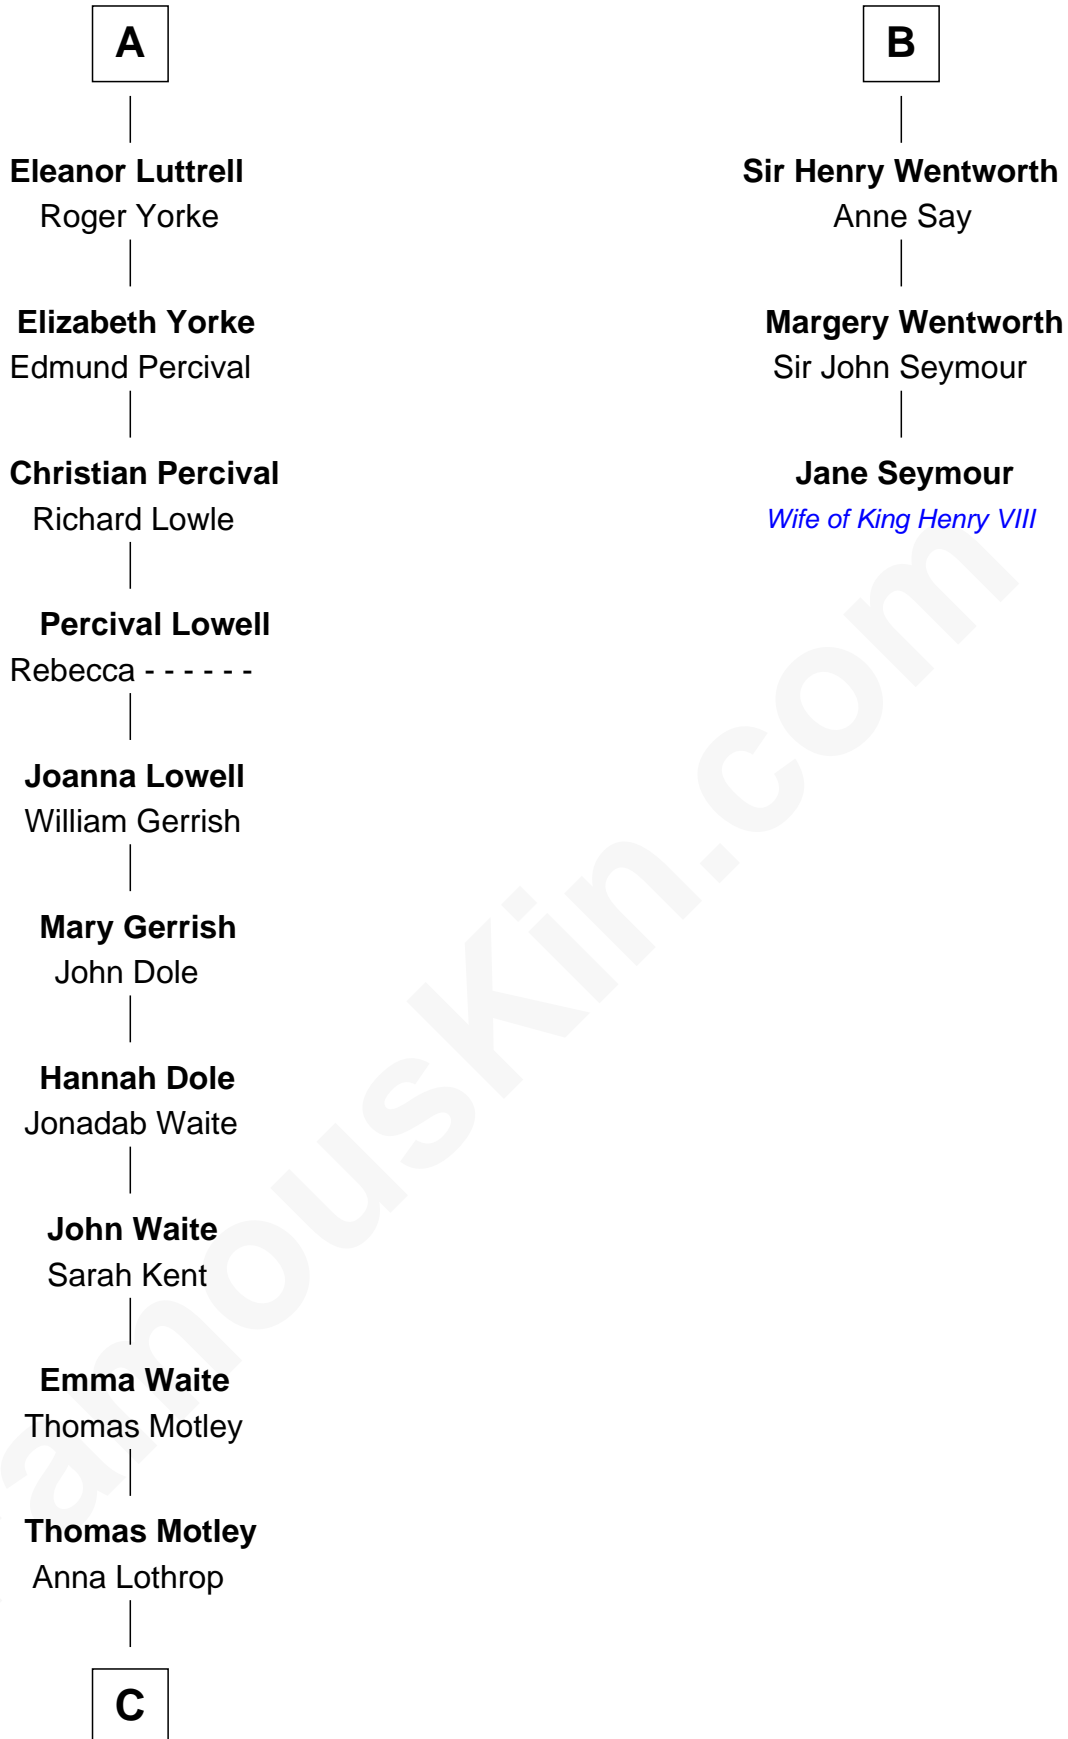 A
Eleanor Luttrell
Roger Yorke
Elizabeth Yorke
Edmund Percival
Christian Percival
Richard Lowle
Percival Lowell
Rebecca - - - - - -
Joanna Lowell
William Gerrish
Mary Gerrish
John Dole
Hannah Dole
Jonadab Waite
John Waite
Sarah Kent
Emma Waite
Thomas Motley
Thomas Motley
Anna Lothrop
C
B
Sir Henry Wentworth
Anne Say
Margery Wentworth
Sir John Seymour
Jane Seymour
Wife of King Henry VIII
amouskin.com